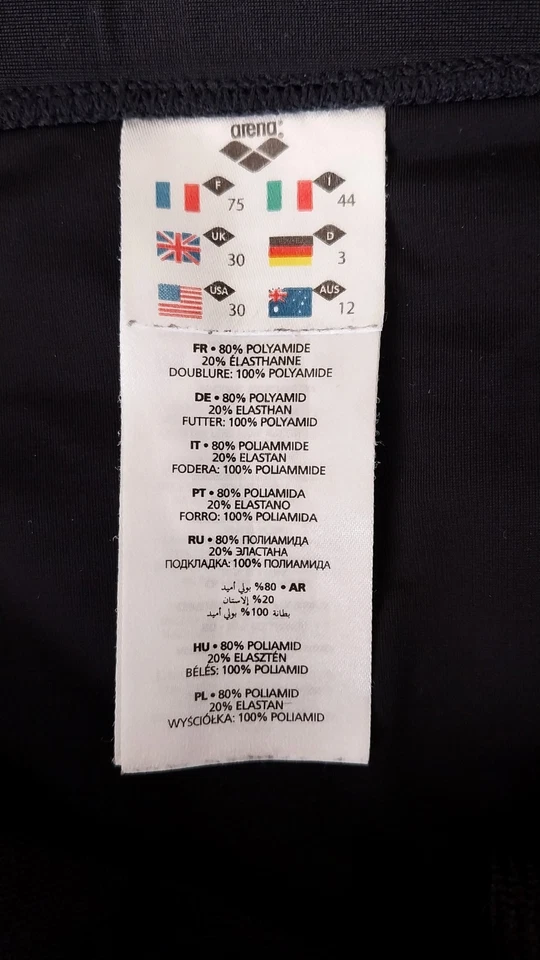 arena
F
75
I
44
UK
30
D
3
USA
30
AUS
12
FR • 80% POLYAMIDE
20% ÉLASTHANNE
DOUBLURE: 100% POLYAMIDE
DE • 80% POLYAMID
20% ELASTHAN
FUTTER: 100% POLYAMID
IT • 80% POLIAMMIDE
20% ELASTAN
FODERA: 100% POLIAMMIDE
PT • 80% POLIAMIDA
20% ELASTANO
FORRO: 100% POLIAMIDA
RU • 80% ПОЛИАМИДА
20% ЭЛАСТАНА
ПОДКЛАДКА: 100% ПОЛИАМИДА
AR • 80% بولي أميد
20% إلاستان
بطانة 100% بولي أميد
HU • 80% POLIAMID
20% ELASZTÉN
BÉLÉS: 100% POLIAMID
PL • 80% POLIAMID
20% ELASTAN
WYŚCIÓŁKA: 100% POLIAMID